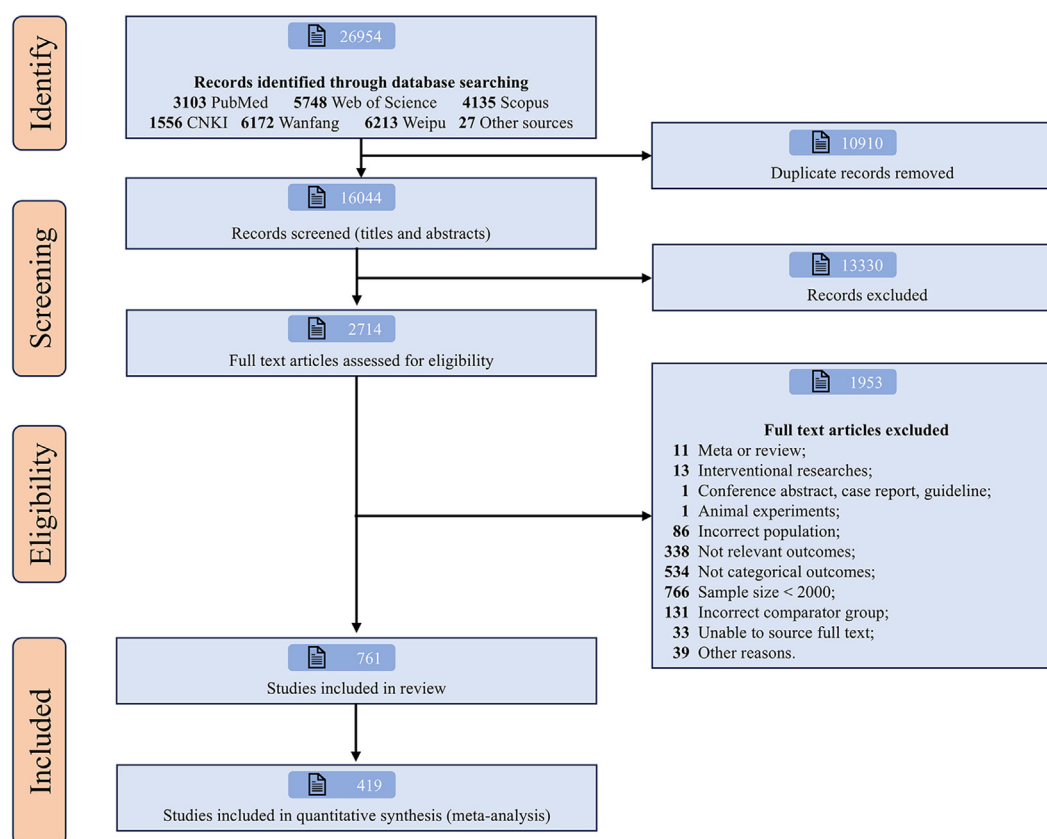 Identify
26954
Records identified through database searching
3103 PubMed 5748 Web of Science 4135 Scopus
1556 CNKI 6172 Wanfang 6213 Weipu 27 Other sources
10910
Duplicate records removed
Screening
16044
Records screened (titles and abstracts)
13330
Records excluded
2714
Full text articles assessed for eligibility
Eligibility
1953
Full text articles excluded
11 Meta or review;
13 Interventional researches;
1 Conference abstract, case report, guideline;
1 Animal experiments;
86 Incorrect population;
338 Not relevant outcomes;
534 Not categorical outcomes;
766 Sample size < 2000;
131 Incorrect comparator group;
33 Unable to source full text;
39 Other reasons.
Included
761
Studies included in review
419
Studies included in quantitative synthesis (meta-analysis)